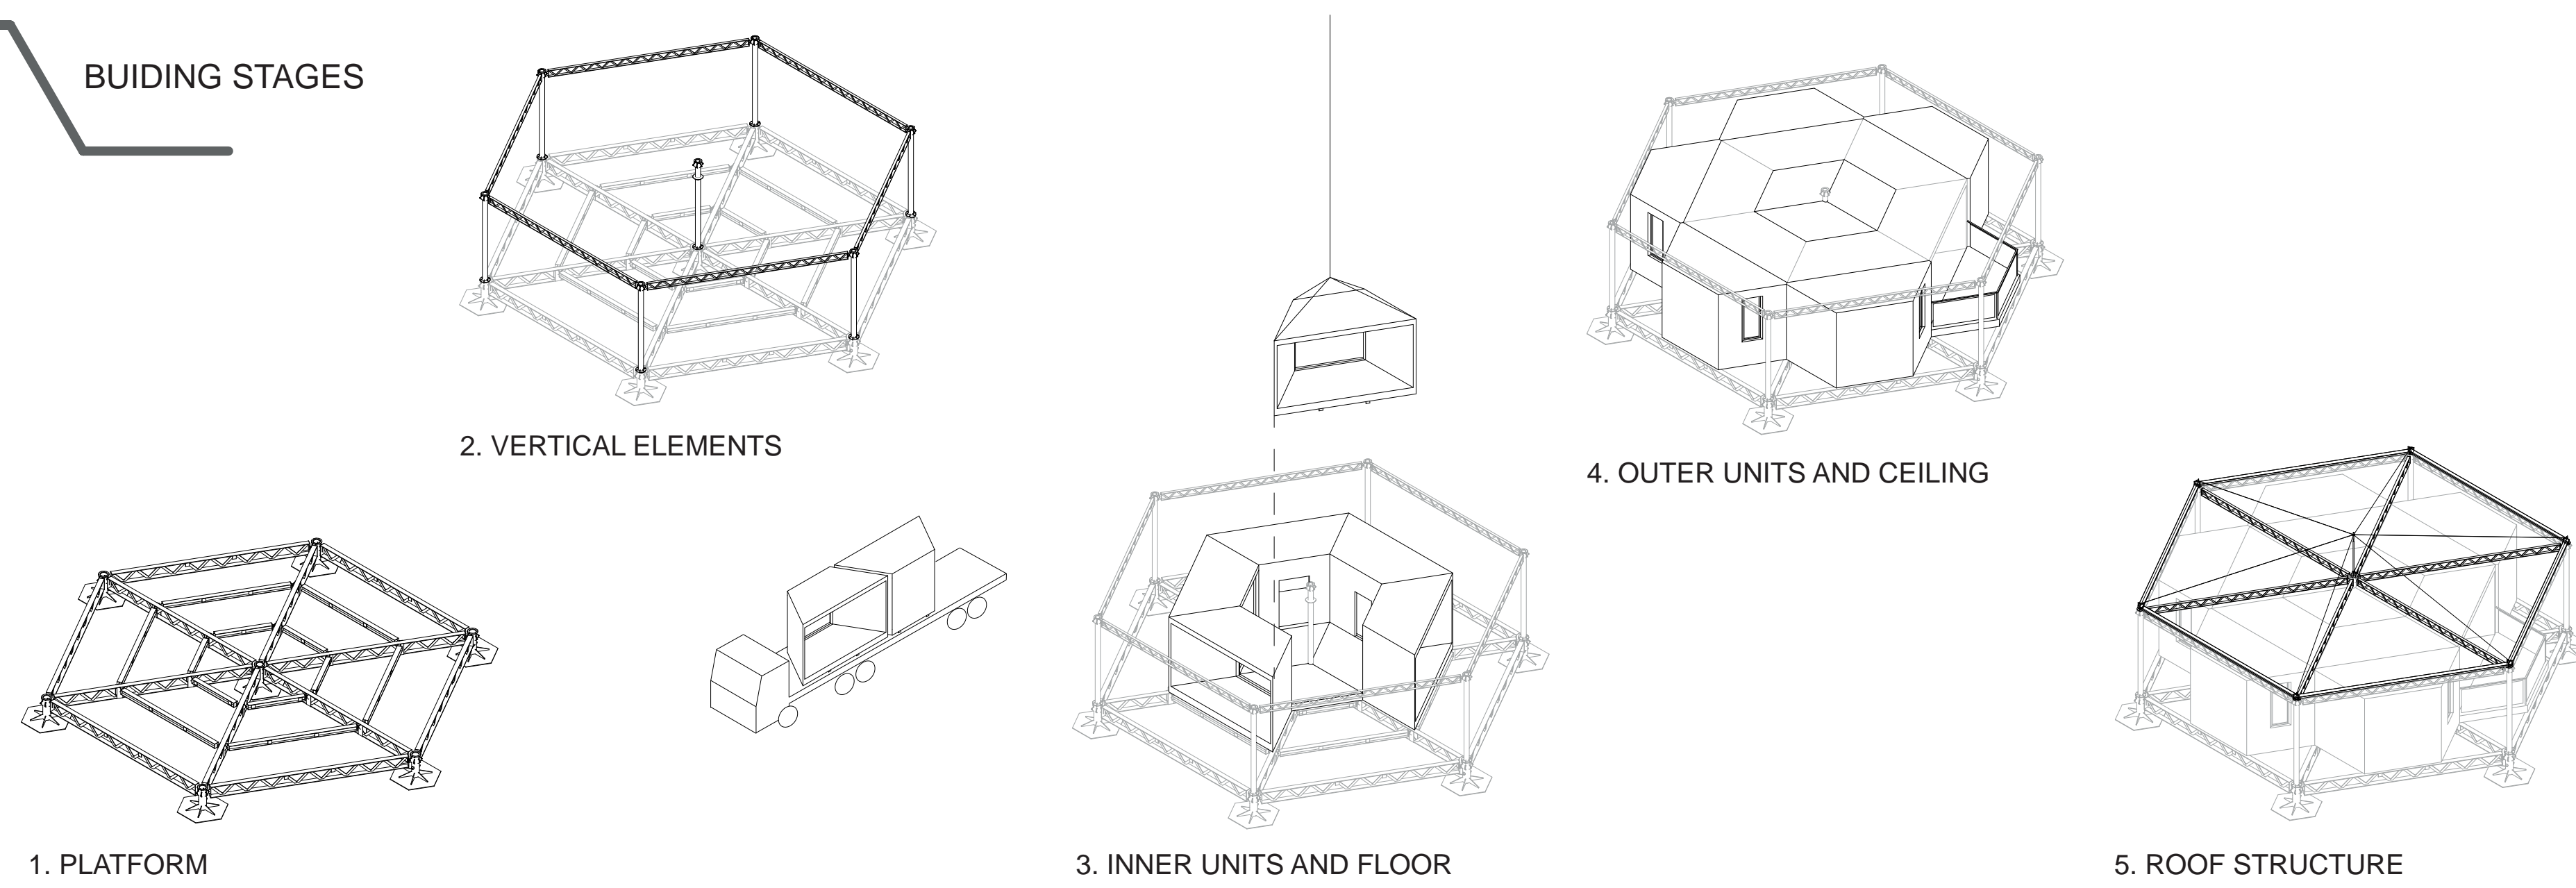 BUIDING STAGES
1. PLATFORM
2. VERTICAL ELEMENTS
3. INNER UNITS AND FLOOR
4. OUTER UNITS AND CEILING
5. ROOF STRUCTURE